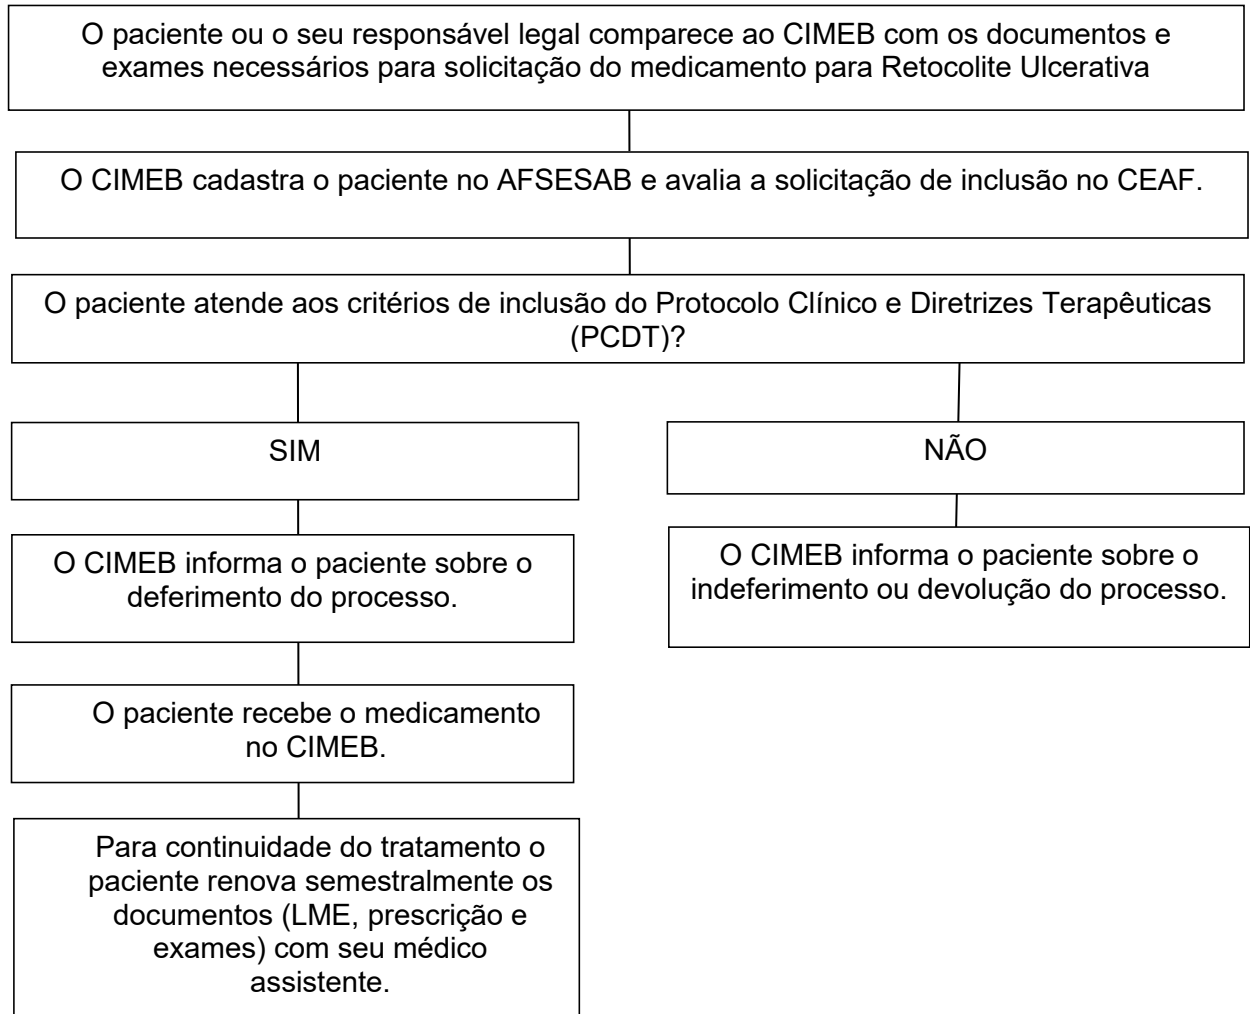 O paciente ou o seu responsável legal comparece ao CIMEB com os documentos e
exames necessários para solicitação do medicamento para Retocolite Ulcerativa
O CIMEB cadastra o paciente no AFSESAB e avalia a solicitação de inclusão no CEAF.
O paciente atende aos critérios de inclusão do Protocolo Clínico e Diretrizes Terapêuticas
(PCDT)?
SIM
O CIMEB informa o paciente sobre o
deferimento do processo.
O paciente recebe o medicamento
no CIMEB.
Para continuidade do tratamento o
paciente renova semestralmente os
documentos (LME, prescrição e
exames) com seu médico
assistente.
NÃO
O CIMEB informa o paciente sobre o
indeferimento ou devolução do processo.